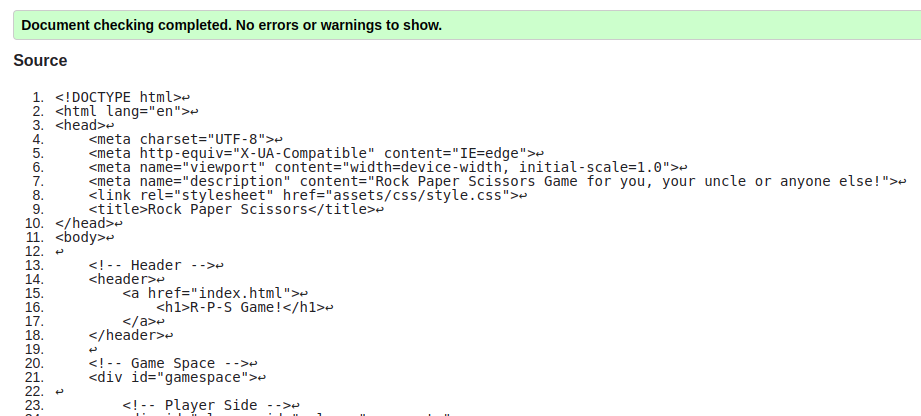 Document checking completed. No errors or warnings to show.
Source
1. <!DOCTYPE html>↩
2. <html lang="en">↩
3. <head>↩
4.     <meta charset="UTF-8">↩
5.     <meta http-equiv="X-UA-Compatible" content="IE=edge">↩
6.     <meta name="viewport" content="width=device-width, initial-scale=1.0">↩
7.     <meta name="description" content="Rock Paper Scissors Game for you, your uncle or anyone else!">↩
8.     <link rel="stylesheet" href="assets/css/style.css">↩
9.     <title>Rock Paper Scissors</title>↩
10. </head>↩
11. <body>↩
12. ↩
13.     <!-- Header -->↩
14.     <header>↩
15.         <a href="index.html">↩
16.             <h1>R-P-S Game!</h1>↩
17.         </a>↩
18.     </header>↩
19.     ↩
20.     <!-- Game Space -->↩
21.     <div id="gamespace">↩
22. ↩
23.         <!-- Player Side -->↩